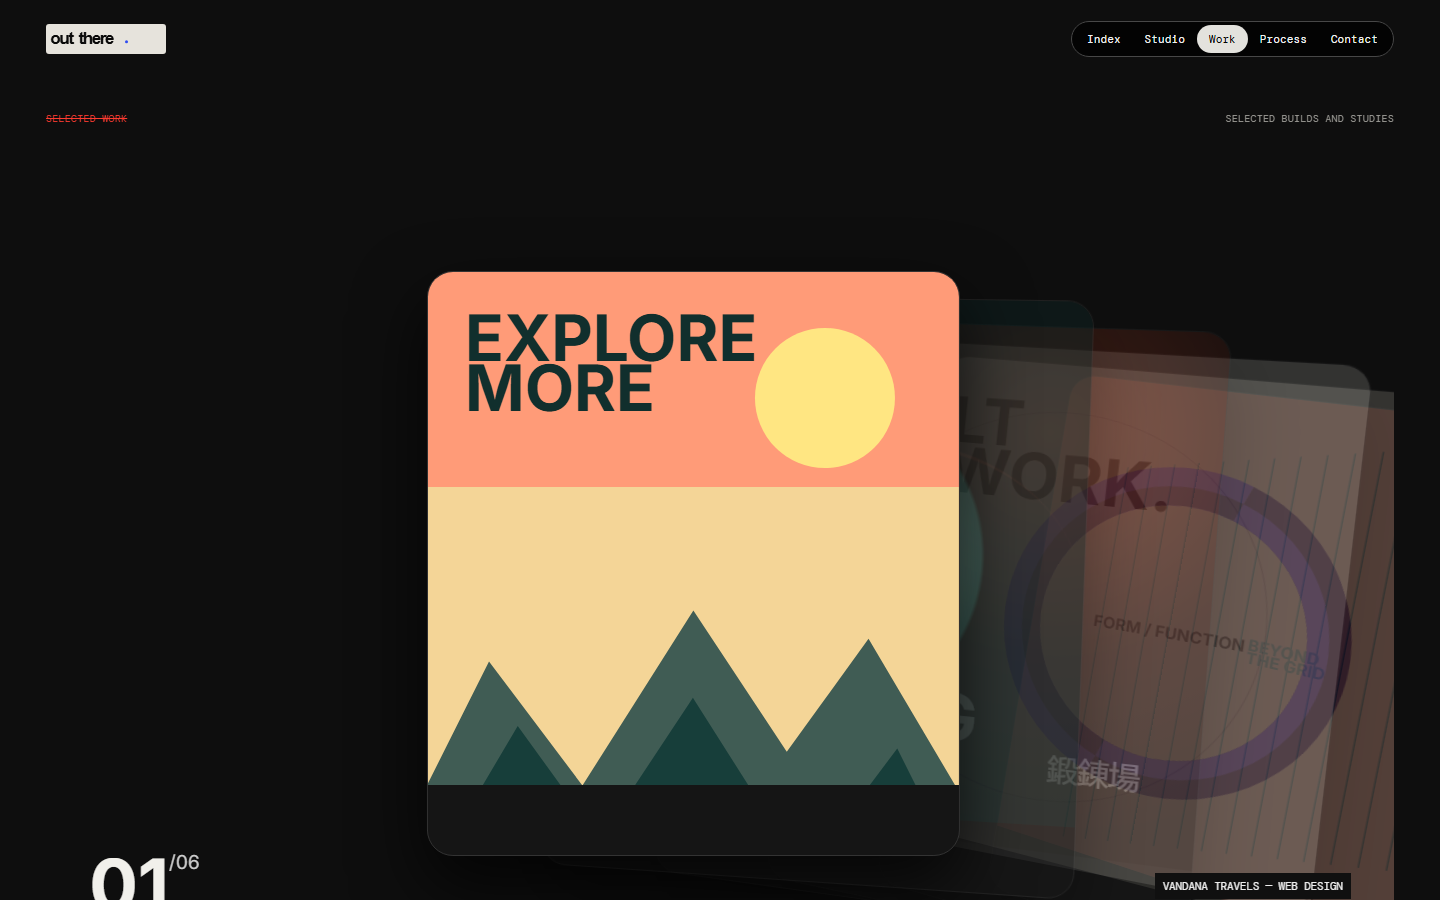 out there .
Index
Studio
Work
Process
Contact
SELECTED WORK
SELECTED BUILDS AND STUDIES
EXPLORE
MORE
LT
WORK.
FORM / FUNCTION
BEYOND
THE GRID
G
鍛錬場
01/06
VANDANA TRAVELS — WEB DESIGN